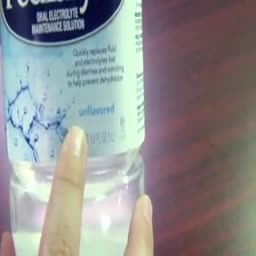 ORAL ELECTROLYTE
MAINTENANCE SOLUTION
Quickly replaces fluid
and electrolytes lost
during diarrhea and vomiting
to help prevent dehydration
unflavored